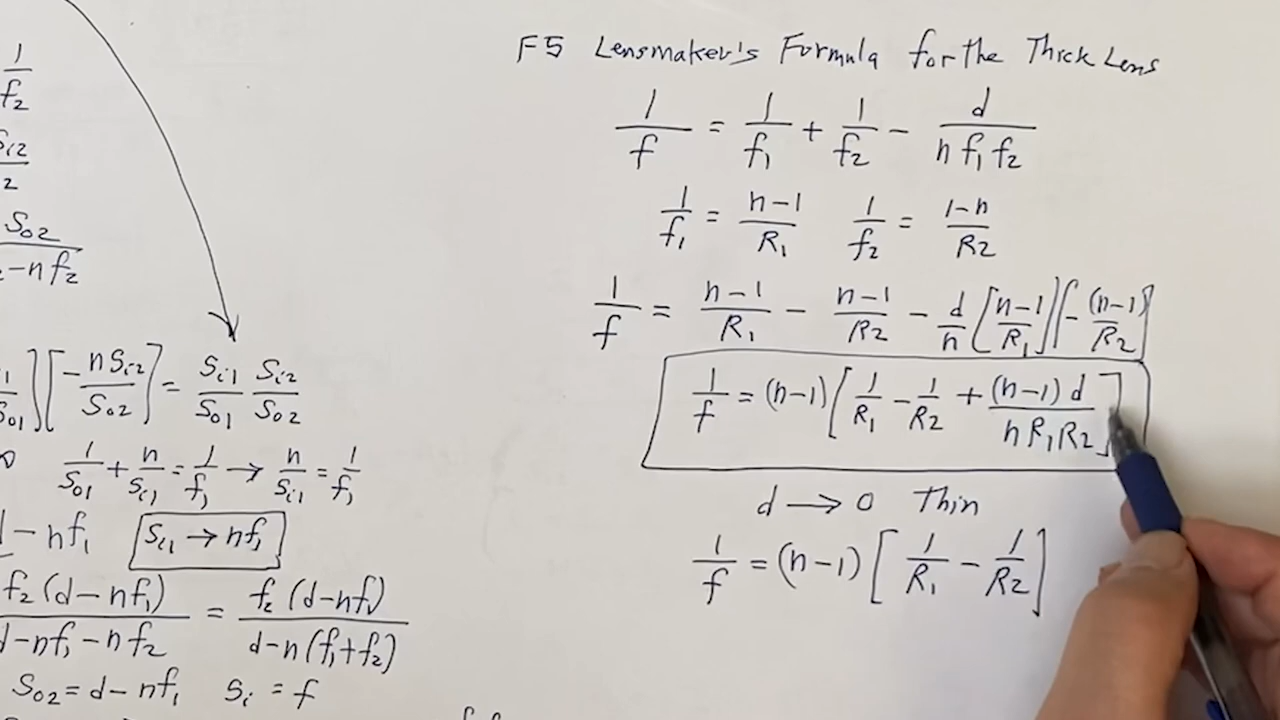 1/f₂
S_i2/2
S_o2/-nf₂
/S_o1][-nS_i2/S_o2] = S_i1/S_o1 S_i2/S_o2
1/S_o1 + n/S_i1 = 1/f₁ → n/S_i1 = 1/f₁
- nf₁ S_i1 → nf₁
f₂(d-nf₁)/d-nf₁-nf₂ = f₂(d-nf₁)/d-n(f₁+f₂)
S_o2 = d-nf₁ S_i = f
F5 Lensmaker's Formula for the Thick Lens
1/f = 1/f₁ + 1/f₂ - d/nf₁f₂
1/f₁ = n-1/R₁ 1/f₂ = 1-n/R2
1/f = n-1/R₁ - n-1/R2 - d/n [n-1/R₁][-(n-1)/R2]
1/f = (n-1)[1/R₁ - 1/R2 + (n-1)d/nR₁R2]
d → 0 Thin
1/f = (n-1)[1/R₁ - 1/R2]